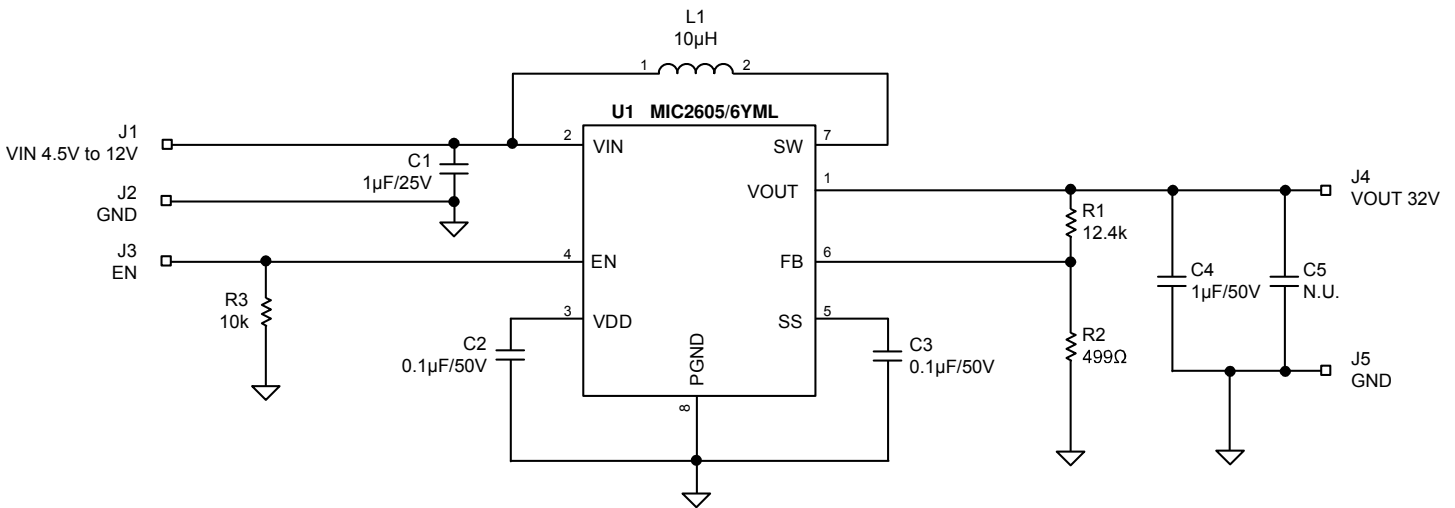 L1
10µH
1
2
U1 MIC2605/6YML
J1
VIN 4.5V to 12V
2
VIN
SW
7
C1
1µF/25V
J2
GND
VOUT
1
J4
VOUT 32V
R1
12.4k
J3
EN
4
EN
FB
6
C4
1µF/50V
C5
N.U.
R3
10k
3
VDD
SS
5
C2
0.1µF/50V
C3
0.1µF/50V
R2
499Ω
PGND
8
J5
GND